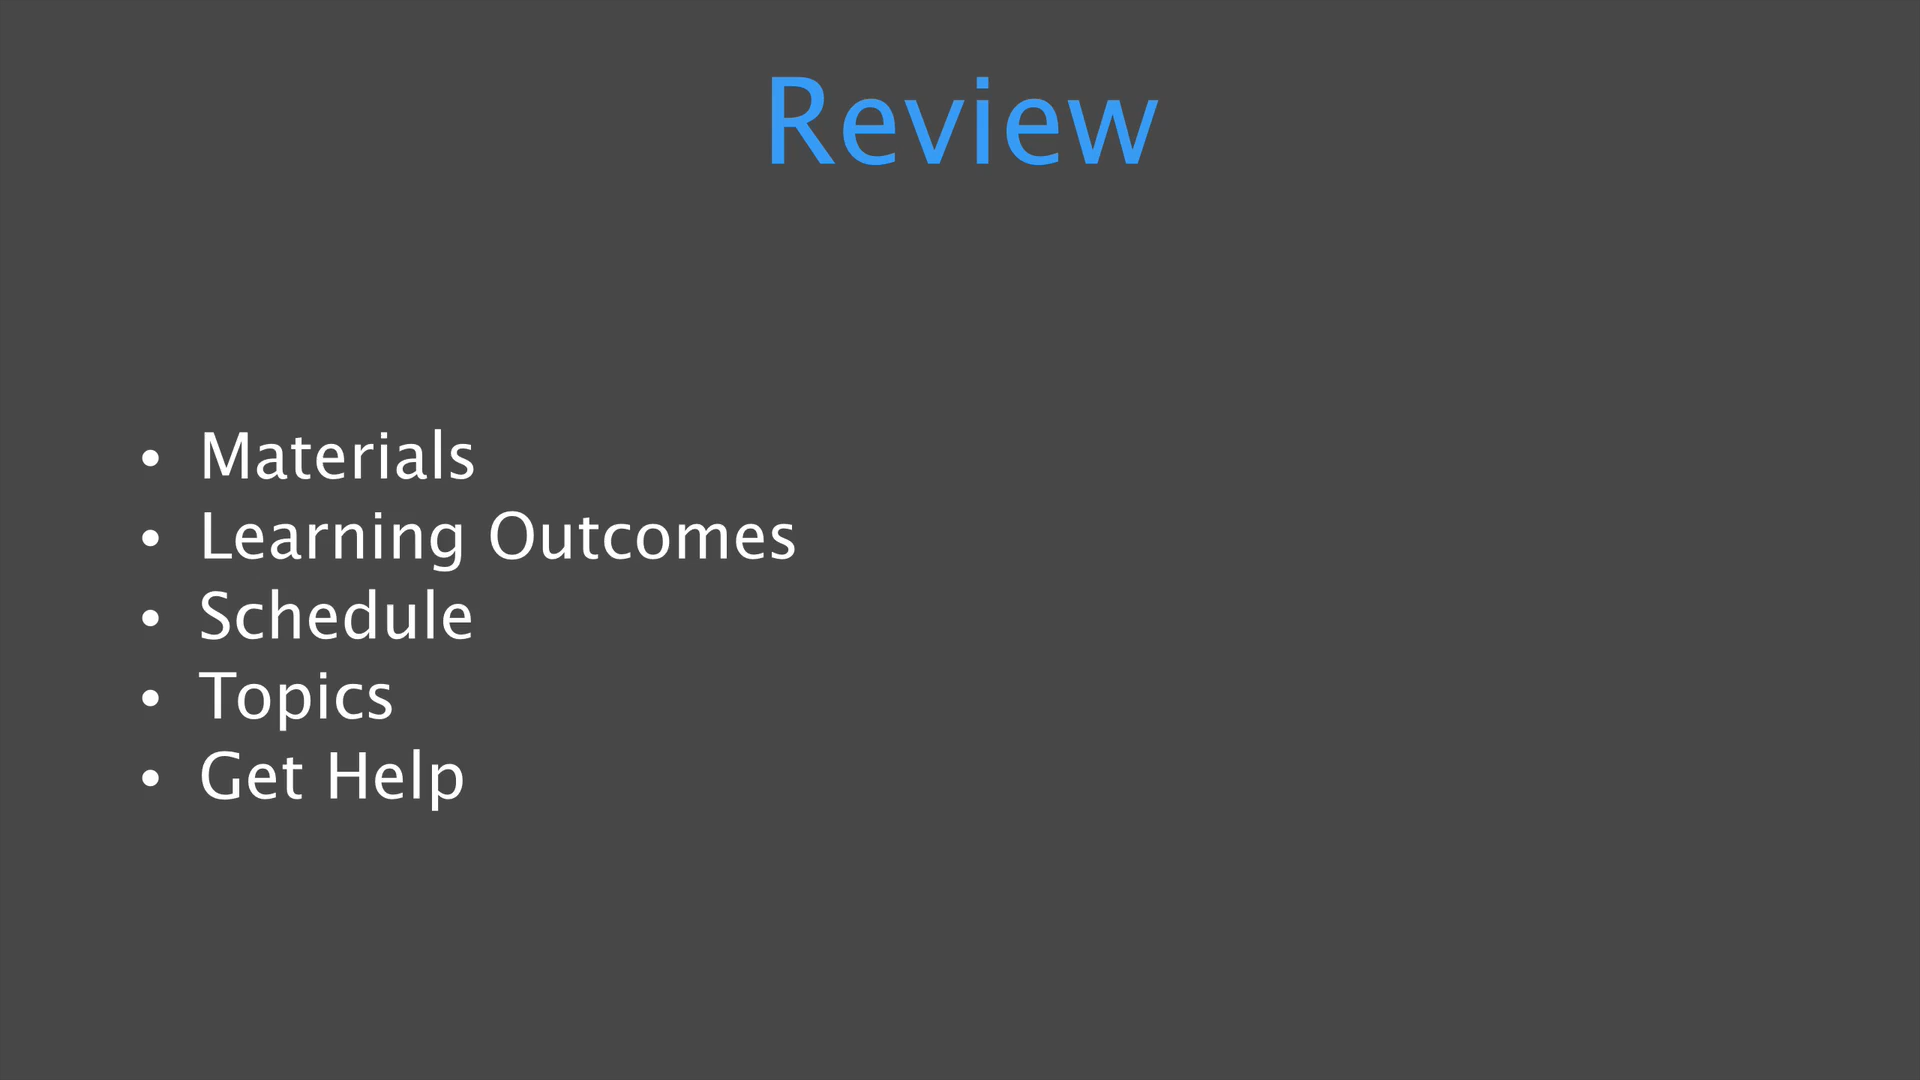 Review
• Materials
• Learning Outcomes
• Schedule
• Topics
• Get Help